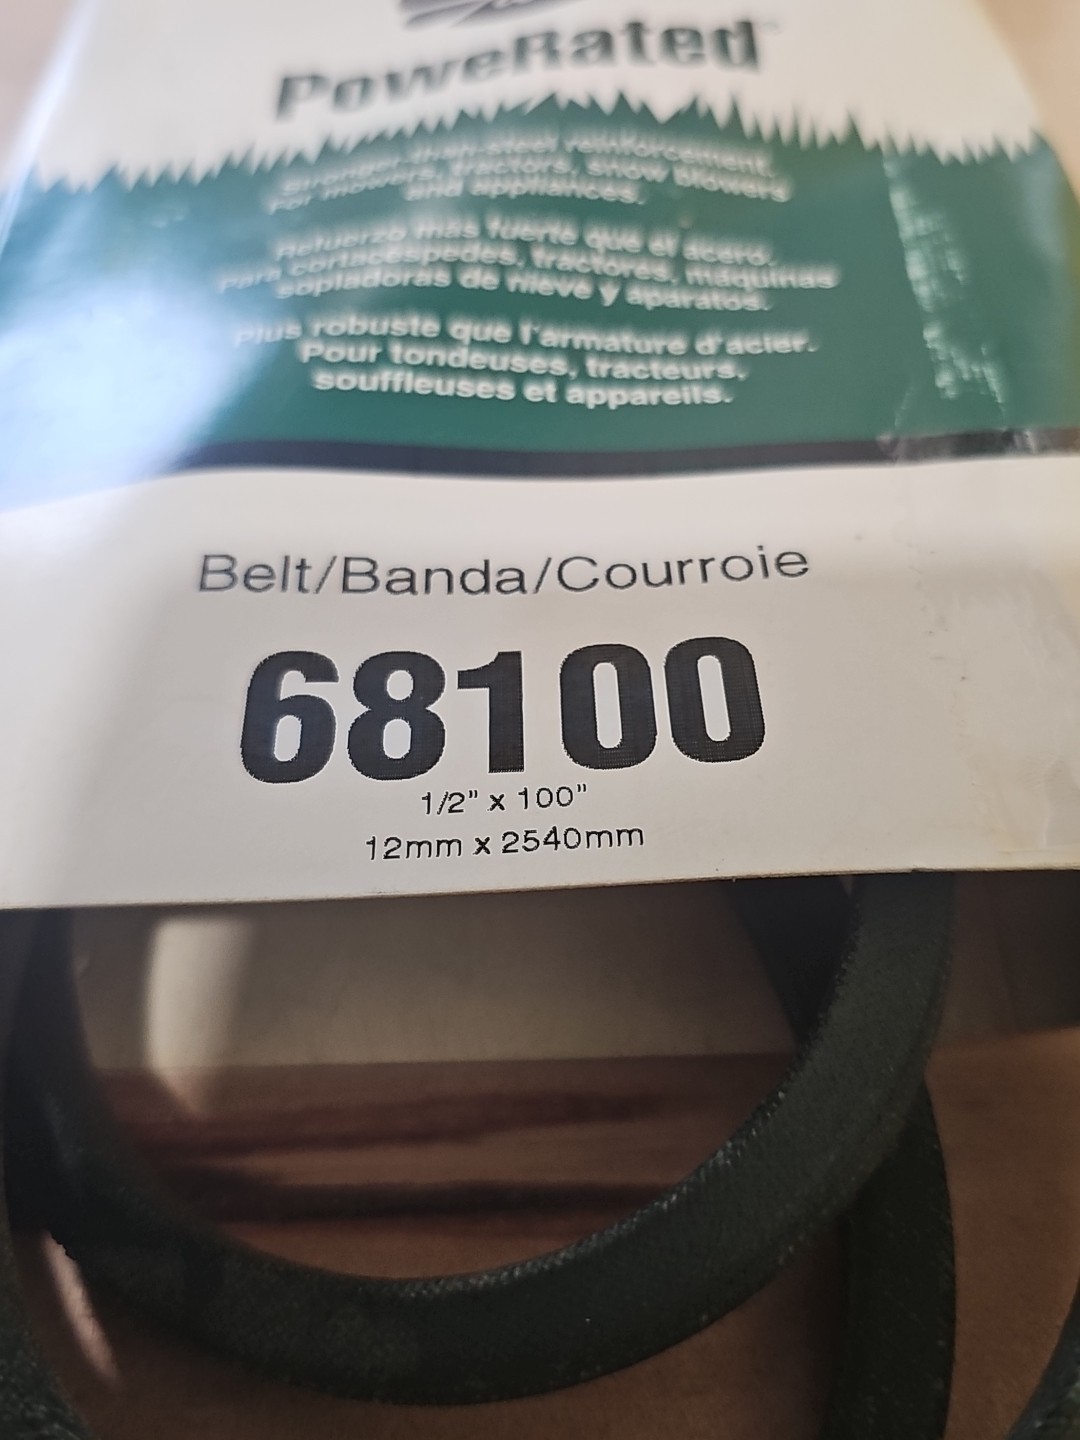 PoweRated™
Stronger-than-steel reinforcement.
For mowers, tractors, snow blowers
and appliances.
Refuerzo más fuerte que el acero.
Para cortacéspedes, tractores, máquinas
sopladoras de nieve y aparatos.
Plus robuste que l'armature d'acier.
Pour tondeuses, tracteurs,
souffleuses et appareils.
Belt/Banda/Courroie
68100
1/2" x 100"
12mm x 2540mm